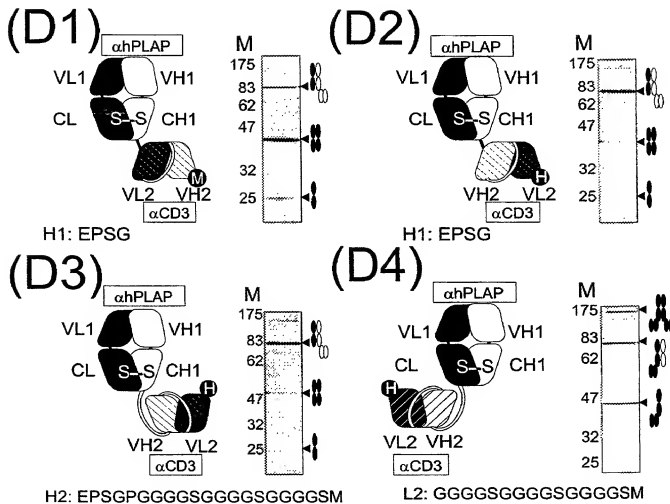 (D1)
αhPLAP
VL1
VH1
CL
S-S
CH1
M
VL2
VH2
αCD3
H1: EPSG
M
175
83
62
47
32
25
(D2)
αhPLAP
VL1
VH1
CL
S-S
CH1
H
VH2
VL2
αCD3
H1: EPSG
M
175
83
62
47
32
25
(D3)
αhPLAP
VL1
VH1
CL
S-S
CH1
H
VH2
VL2
αCD3
H2: EPSGPGGGGSGGGGSGGGGSM
M
175
83
62
47
32
25
(D4)
αhPLAP
VL1
VH1
CL
S-S
CH1
H
VL2
VH2
αCD3
L2: GGGGSGGGGSGGGGSM
M
175
83
62
47
32
25